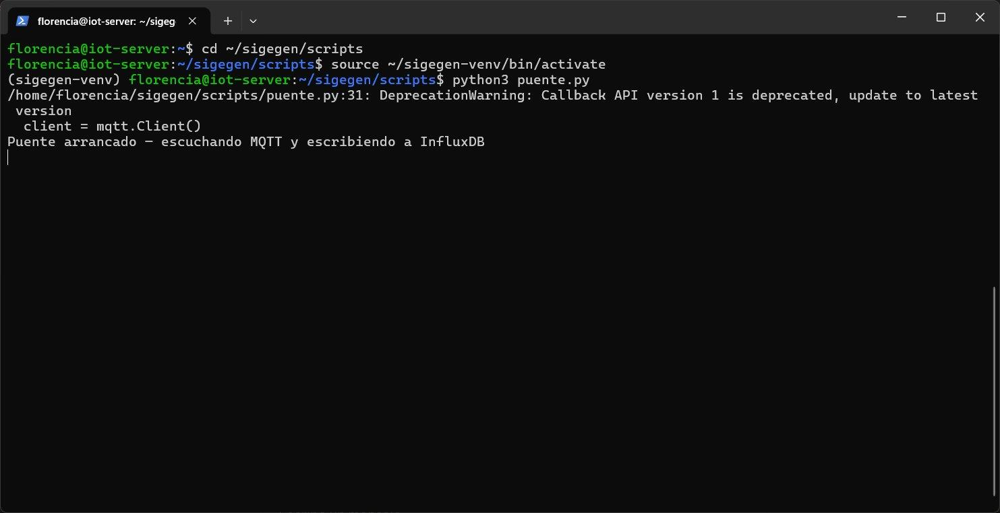 florencia@iot-server: ~/sigeg
florencia@iot-server:~$ cd ~/sigegen/scripts
florencia@iot-server:~/sigegen/scripts$ source ~/sigegen-venv/bin/activate
(sigegen-venv) florencia@iot-server:~/sigegen/scripts$ python3 puente.py
/home/florencia/sigegen/scripts/puente.py:31: DeprecationWarning: Callback API version 1 is deprecated, update to latest
 version
  client = mqtt.Client()
Puente arrancado — escuchando MQTT y escribiendo a InfluxDB